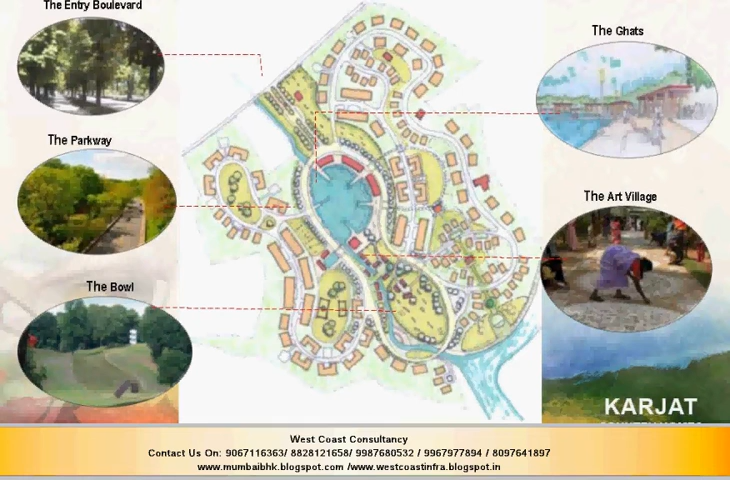 The Entry Boulevard
The Parkway
The Bowl
The Ghats
The Art Village
KARJAT
West Coast Consultancy
Contact Us On: 9067116363/ 8828121658/ 9987680532 / 9967977894 / 8097641897
www.mumbaibhk.blogspot.com /www.westcoastinfra.blogspot.in